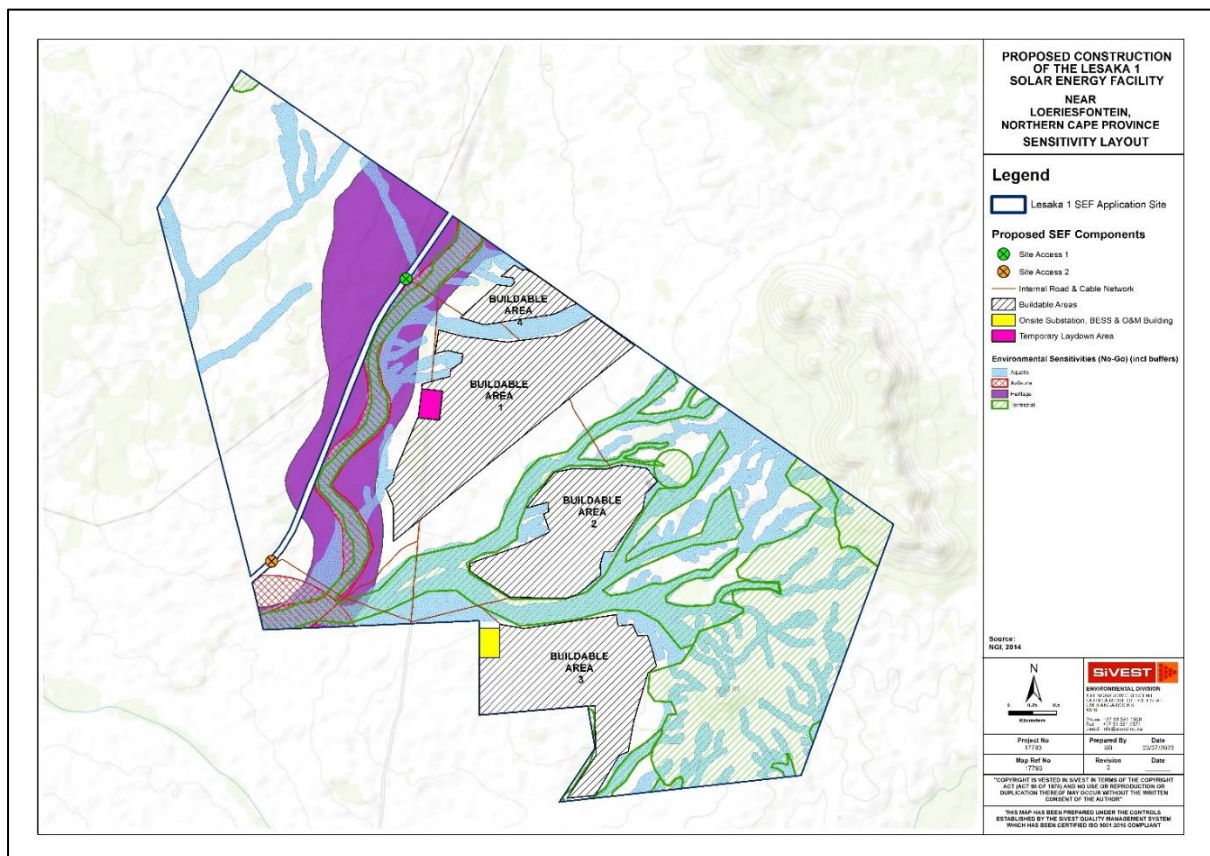 BUILDABLE
AREA
4
BUILDABLE
AREA
1
BUILDABLE
AREA
2
BUILDABLE
AREA
3
PROPOSED CONSTRUCTION
OF THE LESAKA 1
SOLAR ENERGY FACILITY
NEAR
LOERIESFONTEIN,
NORTHERN CAPE PROVINCE
SENSITIVITY LAYOUT
Legend
Lesaka 1 SEF Application Site
Proposed SEF Components
Site Access 1
Site Access 2
Internal Road & Cable Network
Buildable Areas
Onsite Substation, BESS & O&M Building
Temporary Laydown Area
Environmental Sensitivities (No-Go) (incl buffers)
Aquatic
Avifauna
Heritage
Terrestrial
Source:
NGI, 2014
N
Kilometers
SiVEST
ENVIRONMENTAL DIVISION
Project No
Prepared By
Date
Map Ref No
Revision
Date
3
"COPYRIGHT IS VESTED IN SiVEST IN TERMS OF THE COPYRIGHT
ACT (ACT 98 OF 1978) AND NO USE OR REPRODUCTION OR
DUPLICATION THEREOF MAY OCCUR WITHOUT THE WRITTEN
CONSENT OF THE AUTHOR"
THIS MAP HAS BEEN PREPARED UNDER THE CONTROLS
ESTABLISHED BY THE SiVEST QUALITY MANAGEMENT SYSTEM
WHICH HAS BEEN CERTIFIED ISO 9001:2015 COMPLIANT